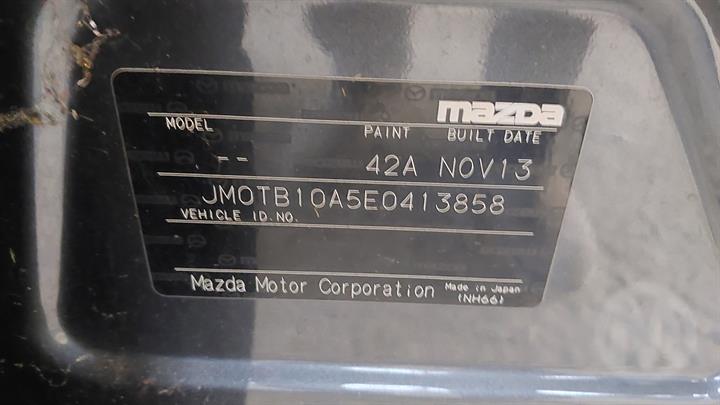 mazda
MODEL PAINT BUILT DATE
-- 42A NOV13
JM0TB10A5E0413858
VEHICLE ID.NO.
Mazda Motor Corporation Made in Japan
(NH66)